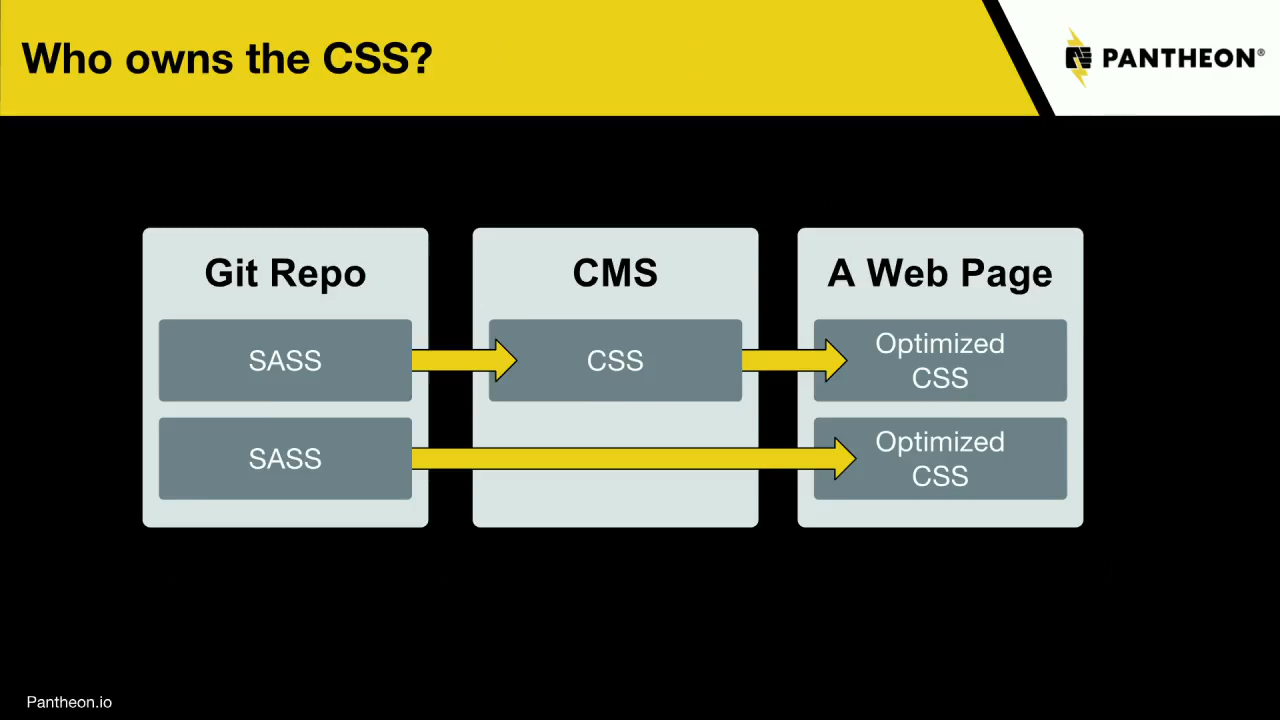 Who owns the CSS?
PANTHEON®
Git Repo
CMS
A Web Page
SASS
CSS
Optimized
CSS
SASS
Optimized
CSS
Pantheon.io